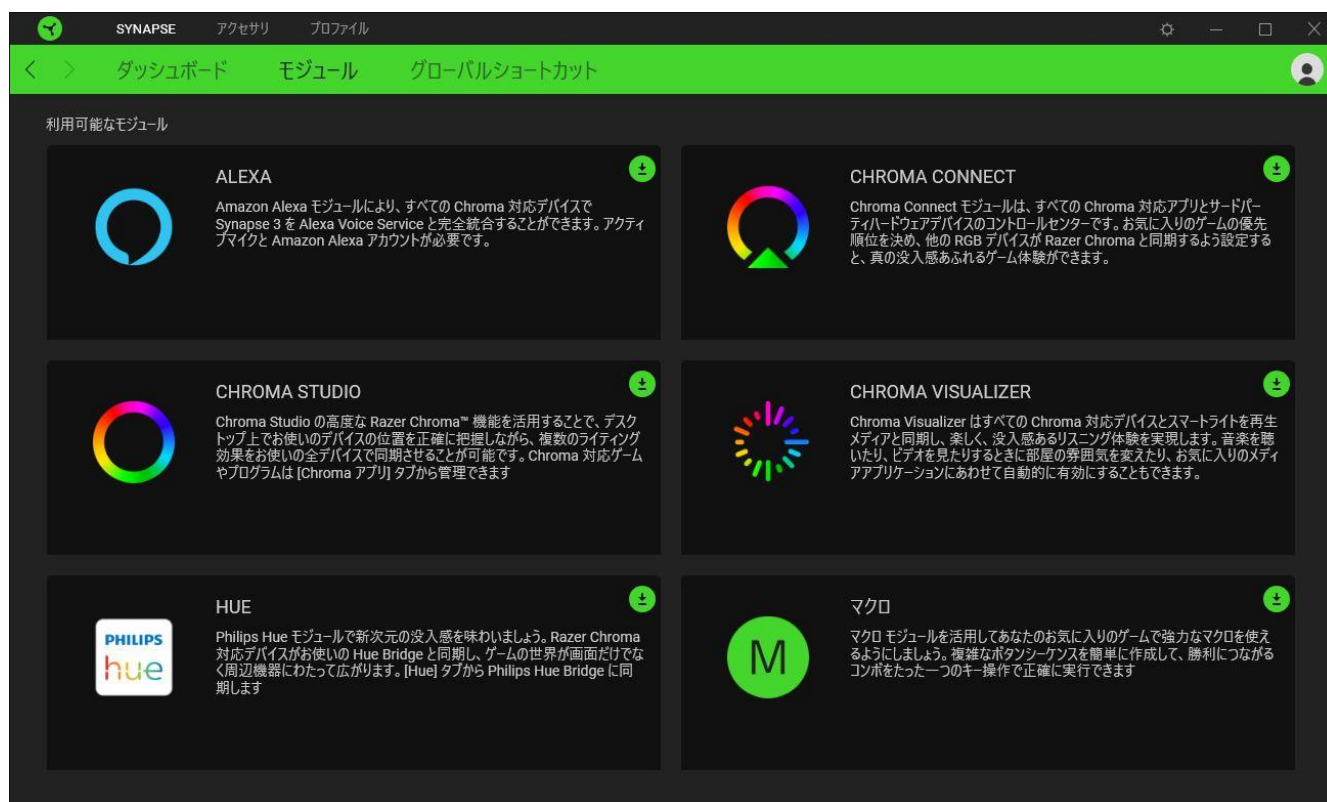 SYNAPSE アクセサリ プロファイル
ダッシュボード モジュール グローバルショートカット
利用可能なモジュール
ALEXA
Amazon Alexa モジュールにより、すべての Chroma 対応デバイスで
Synapse 3 を Alexa Voice Service と完全統合することができます。アクティ
ブマイクと Amazon Alexa アカウントが必要です。
CHROMA CONNECT
Chroma Connect モジュールは、すべての Chroma 対応アプリとサードパー
ティハードウェアデバイスのコントロールセンターです。お気に入りのゲームの優先
順位を決め、他の RGB デバイスが Razer Chroma と同期するよう設定する
と、真の没入感あふれるゲーム体験ができます。
CHROMA STUDIO
Chroma Studio の高度な Razer Chroma™ 機能を活用することで、デスク
トップ上でお使いのデバイスの位置を正確に把握しながら、複数のライティング
効果をお使いの全デバイスで同期させることが可能です。Chroma 対応ゲーム
やプログラムは [Chroma アプリ] タブから管理できます
CHROMA VISUALIZER
Chroma Visualizer はすべての Chroma 対応デバイスとスマートライトを再生
メディアと同期し、楽しく、没入感あるリスニング体験を実現します。音楽を聴
いたり、ビデオを見たりするときに部屋の雰囲気を変えたり、お気に入りのメディ
アアプリケーションにあわせて自動的に有効にすることもできます。
PHILIPS
hue
HUE
Philips Hue モジュールで新次元の没入感を味わいましょう。Razer Chroma
対応デバイスがお使いの Hue Bridge と同期し、ゲームの世界が画面だけでな
く周辺機器にわたって広がります。[Hue] タブから Philips Hue Bridge に同
期します
M
マクロ
マクロ モジュールを活用してあなたのお気に入りのゲームで強力なマクロを使え
るようにしましょう。複雑なボタンシーケンスを簡単に作成して、勝利につながる
コンボをたった一つのキー操作で正確に実行できます